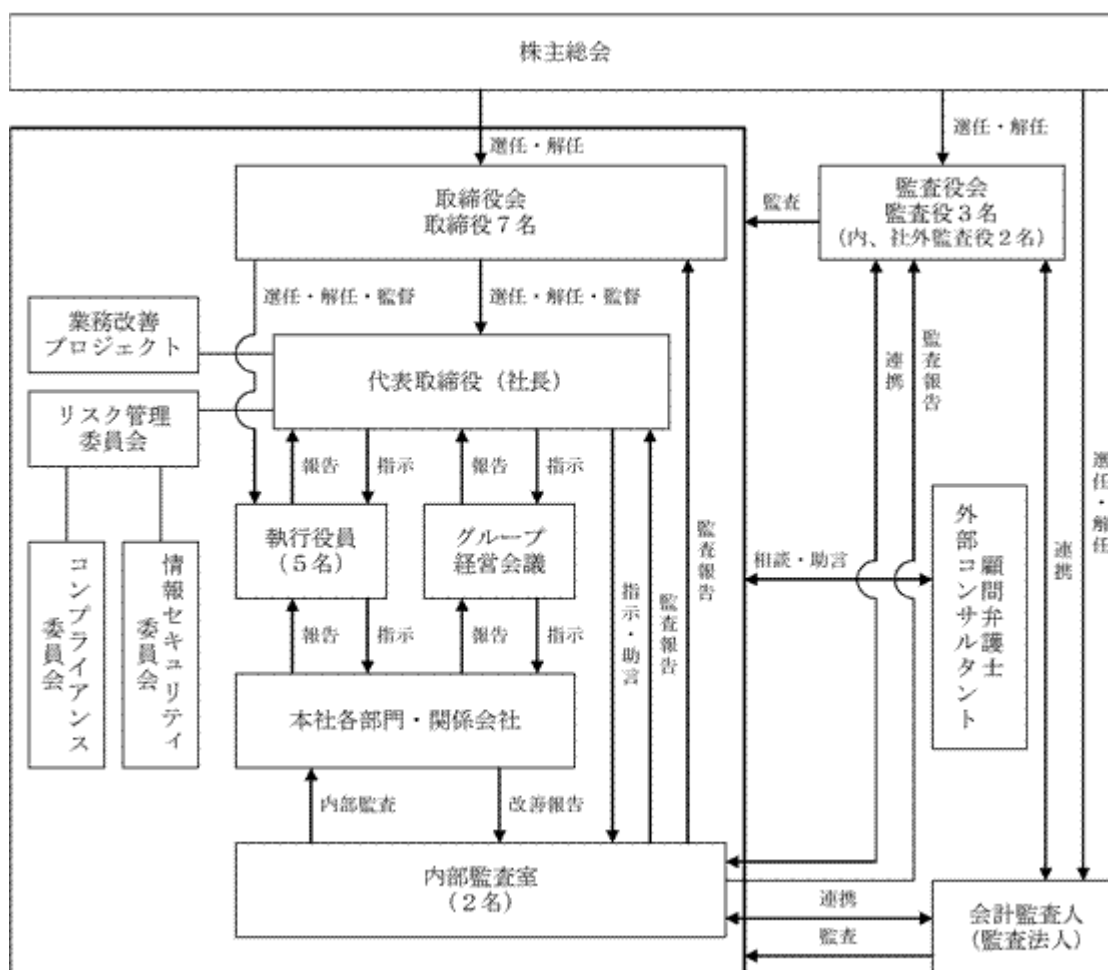 株主総会
選任・解任
選任・解任
取締役会
取締役7名
監査
監査役会
監査役3名
(内、社外監査役2名)
選任・解任・監督
選任・解任・監督
業務改善
プロジェクト
代表取締役(社長)
連携
監査報告
リスク管理
委員会
選任・解任
報告
指示
報告
指示
執行役員
(5名)
グループ
経営会議
監査報告
外部コンサルタント
顧問弁護士
連携
コンプライアンス
委員会
情報セキュリティ
委員会
相談・助言
指示・助言
監査報告
報告
指示
報告
指示
本社各部門・関係会社
内部監査
改善報告
内部監査室
(2名)
連携
監査
会計監査人
(監査法人)